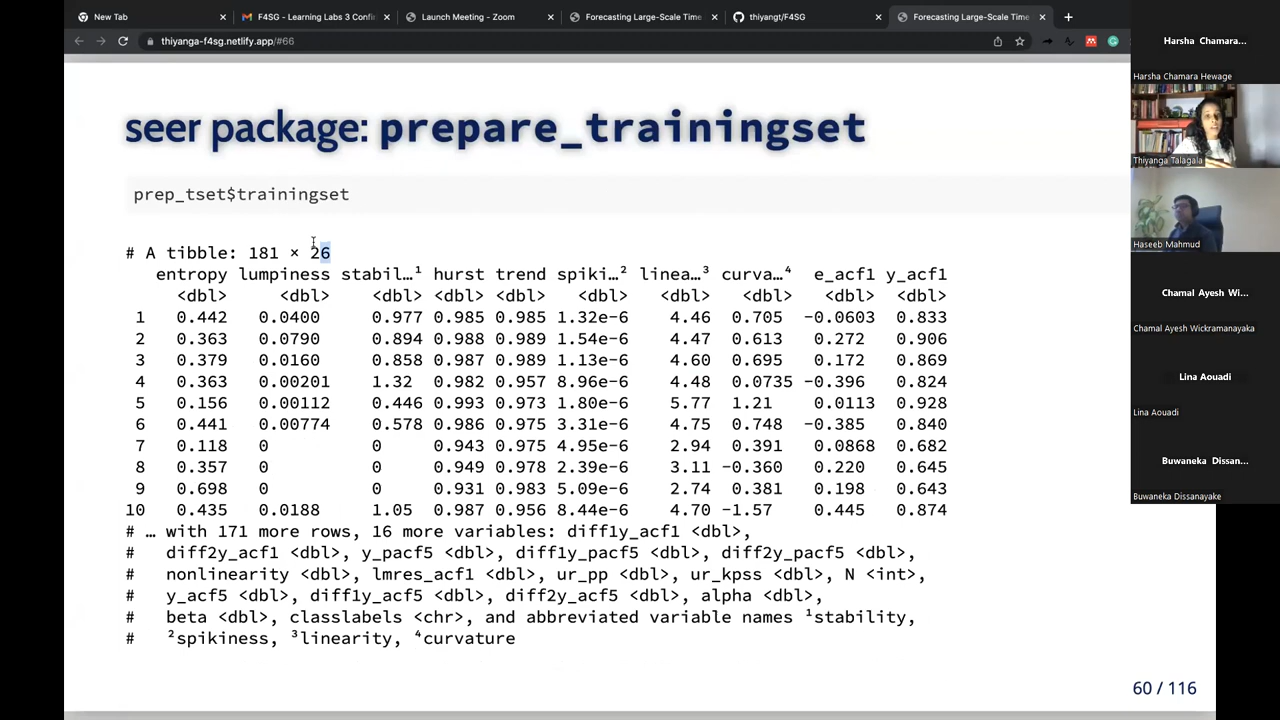 New Tab
F4SG - Learning Labs 3 Confir
Launch Meeting - Zoom
Forecasting Large-Scale Time
thiyangt/F4SG
Forecasting Large-Scale Time
thiyanga-f4sg.netlify.app/#66
seer package: prepare_trainingset
prep_tset$trainingset
# A tibble: 181 × 26
entropy lumpiness stabil…¹ hurst trend spiki…² linea…³ curva…⁴ e_acf1 y_acf1
<dbl> <dbl> <dbl> <dbl> <dbl> <dbl> <dbl> <dbl> <dbl> <dbl>
1 0.442 0.0400 0.977 0.985 0.985 1.32e-6 4.46 0.705 -0.0603 0.833
2 0.363 0.0790 0.894 0.988 0.989 1.54e-6 4.47 0.613 0.272 0.906
3 0.379 0.0160 0.858 0.987 0.989 1.13e-6 4.60 0.695 0.172 0.869
4 0.363 0.00201 1.32 0.982 0.957 8.96e-6 4.48 0.0735 -0.396 0.824
5 0.156 0.00112 0.446 0.993 0.973 1.80e-6 5.77 1.21 0.0113 0.928
6 0.441 0.00774 0.578 0.986 0.975 3.31e-6 4.75 0.748 -0.385 0.840
7 0.118 0 0 0.943 0.975 4.95e-6 2.94 0.391 0.0868 0.682
8 0.357 0 0 0.949 0.978 2.39e-6 3.11 -0.360 0.220 0.645
9 0.698 0 0 0.931 0.983 5.09e-6 2.74 0.381 0.198 0.643
10 0.435 0.0188 1.05 0.987 0.956 8.44e-6 4.70 -1.57 0.445 0.874
# … with 171 more rows, 16 more variables: diff1y_acf1 <dbl>,
# diff2y_acf1 <dbl>, y_pacf5 <dbl>, diff1y_pacf5 <dbl>, diff2y_pacf5 <dbl>,
# nonlinearity <dbl>, lmres_acf1 <dbl>, ur_pp <dbl>, ur_kpss <dbl>, N <int>,
# y_acf5 <dbl>, diff1y_acf5 <dbl>, diff2y_acf5 <dbl>, alpha <dbl>,
# beta <dbl>, classlabels <chr>, and abbreviated variable names ¹stability,
# ²spikiness, ³linearity, ⁴curvature
60 / 116
Harsha Chamara...
Harsha Chamara Hewage
Thiyanga Talagala
Haseeb Mahmud
Chamal Ayesh Wi...
Chamal Ayesh Wickramanayaka
Lina Aouadi
Lina Aouadi
Buwaneka Dissan...
Buwaneka Dissanayake